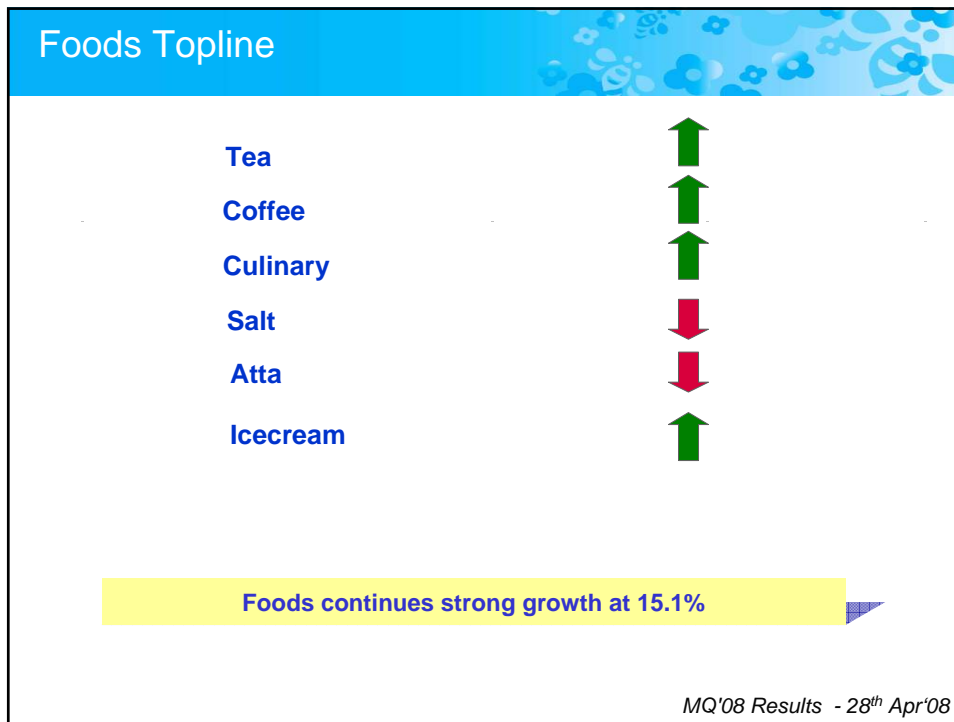 Foods Topline
Tea
Coffee
Culinary
Salt
Atta
Icecream
Foods continues strong growth at 15.1%
MQ'08 Results - 28th Apr‘08